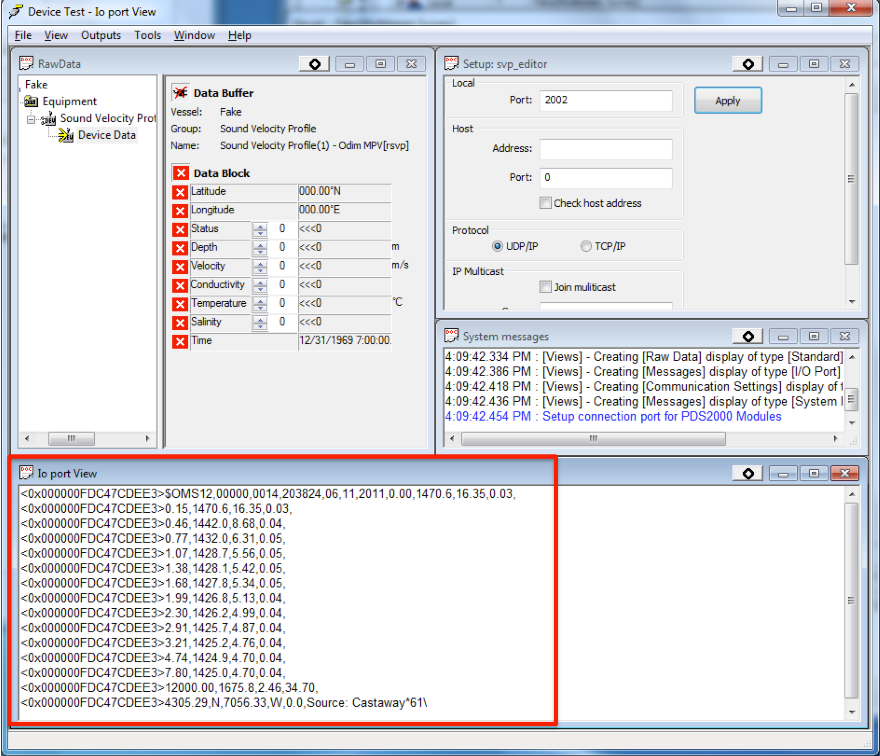 Device Test - Io port View
File View Outputs Tools Window Help
RawData
Fake
Equipment
Sound Velocity Prof
Device Data
Data Buffer
Vessel: Fake
Group: Sound Velocity Profile
Name: Sound Velocity Profile(1) - Odim MPV[rsvp]
Data Block
Latitude 000.00°N
Longitude 000.00°E
Status 0 <<<0
Depth 0 <<<0 m
Velocity 0 <<<0 m/s
Conductivity 0 <<<0
Temperature 0 <<<0 °C
Salinity 0 <<<0
Time 12/31/1969 7:00:00.
Setup: svp_editor
Local
Port: 2002
Apply
Host
Address:
Port: 0
Check host address
Protocol
UDP/IP TCP/IP
IP Multicast
Join muliticast
System messages
4:09:42.334 PM : [Views] - Creating [Raw Data] display of type [Standard]
4:09:42.386 PM : [Views] - Creating [Messages] display of type [I/O Port]
4:09:42.418 PM : [Views] - Creating [Communication Settings] display of t
4:09:42.436 PM : [Views] - Creating [Messages] display of type [System I
4:09:42.454 PM : Setup connection port for PDS2000 Modules
Io port View
<0x000000FDC47CDEE3>$OMS12,00000,0014,203824,06,11,2011,0.00,1470.6,16.35,0.03,
<0x000000FDC47CDEE3>0.15,1470.6,16.35,0.03,
<0x000000FDC47CDEE3>0.46,1442.0,8.68,0.04,
<0x000000FDC47CDEE3>0.77,1432.0,6.31,0.05,
<0x000000FDC47CDEE3>1.07,1428.7,5.56,0.05,
<0x000000FDC47CDEE3>1.38,1428.1,5.42,0.05,
<0x000000FDC47CDEE3>1.68,1427.8,5.34,0.05,
<0x000000FDC47CDEE3>1.99,1426.8,5.13,0.04,
<0x000000FDC47CDEE3>2.30,1426.2,4.99,0.04,
<0x000000FDC47CDEE3>2.91,1425.7,4.87,0.04,
<0x000000FDC47CDEE3>3.21,1425.2,4.76,0.04,
<0x000000FDC47CDEE3>4.74,1424.9,4.70,0.04,
<0x000000FDC47CDEE3>7.80,1425.0,4.70,0.04,
<0x000000FDC47CDEE3>12000.00,1675.8,2.46,34.70,
<0x000000FDC47CDEE3>4305.29,N,7056.33,W,0.0,Source: Castaway*61\